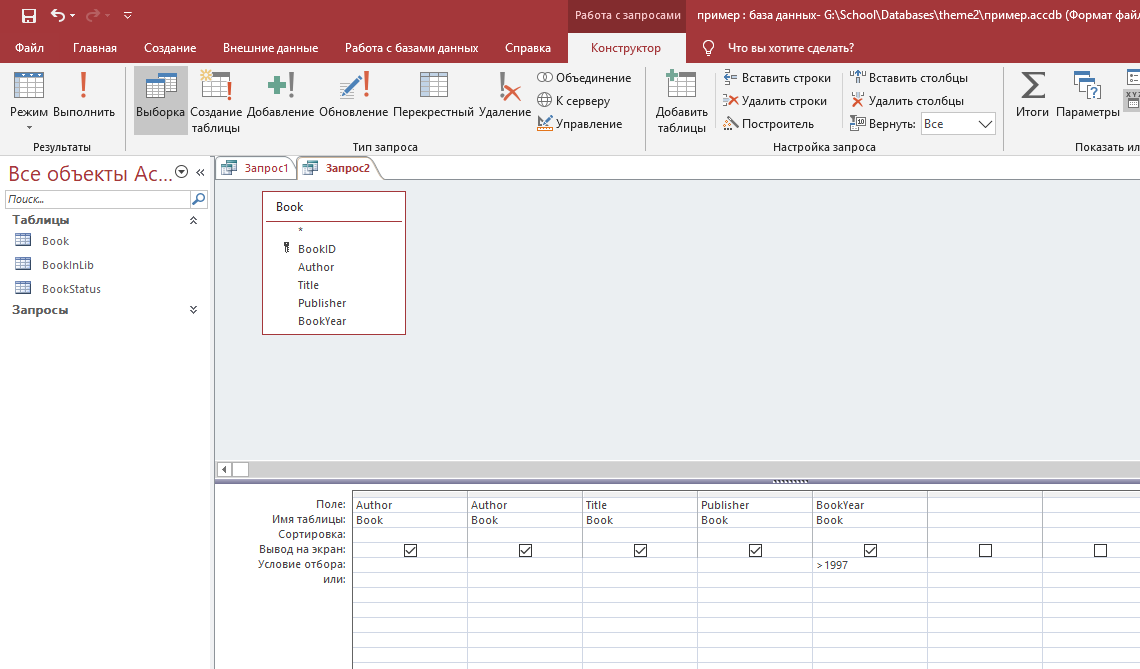 Работа с запросами
пример : база данных- G:\School\Databases\theme2\пример.accdb (Формат фай
Файл Главная Создание Внешние данные Работа с базами данных Справка Конструктор Что вы хотите сделать?
Режим Выполнить
Результаты
Выборка Создание таблицы Добавление Обновление Перекрестный Удаление
Объединение
К серверу
Управление
Тип запроса
Добавить таблицы
Вставить строки
Удалить строки
Построитель
Вставить столбцы
Удалить столбцы
Вернуть: Все
Настройка запроса
Итоги Параметры
XYZ
Показать ил
Все объекты Ac... «
Поиск...
Таблицы
Book
BookInLib
BookStatus
Запросы
Запрос1 Запрос2
Book
*
BookID
Author
Title
Publisher
BookYear
Поле: Author Author Title Publisher BookYear
Имя таблицы: Book Book Book Book Book
Сортировка:
Вывод на экран:
Условие отбора: >1997
или: